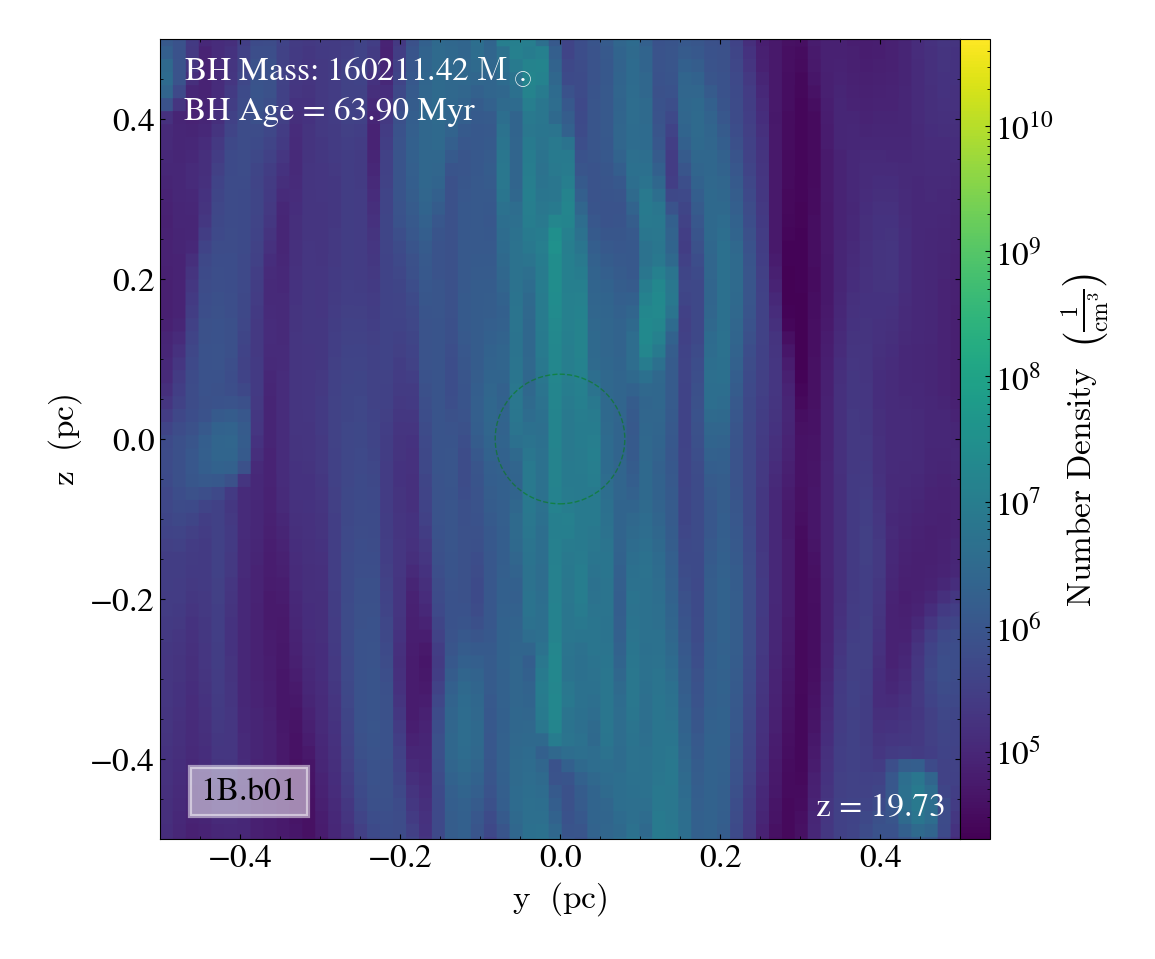 BH Mass: 160211.42 M⊙
BH Age = 63.90 Myr
0.4
0.2
0.0
−0.2
−0.4
z (pc)
1B.b01
z = 19.73
−0.4 −0.2 0.0 0.2 0.4
y (pc)
10¹⁰
10⁹
10⁸
10⁷
10⁶
10⁵
Number Density (1/cm³)